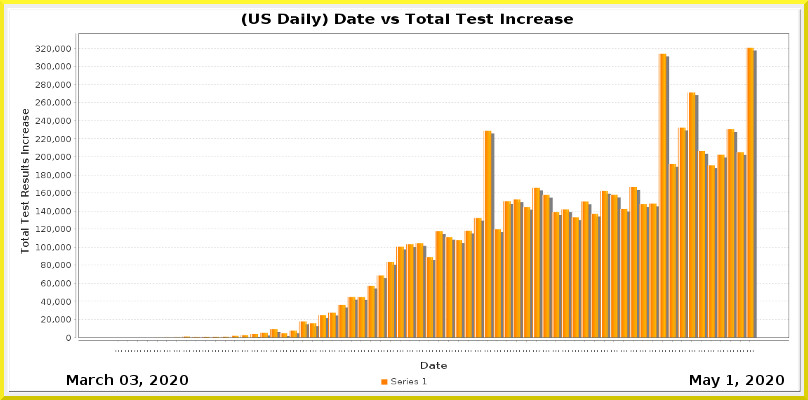 (US Daily) Date vs Total Test Increase
Total Test Results Increase
320,000
300,000
280,000
260,000
240,000
220,000
200,000
180,000
160,000
140,000
120,000
100,000
80,000
60,000
40,000
20,000
0
Date
March 03, 2020
Series 1
May 1, 2020